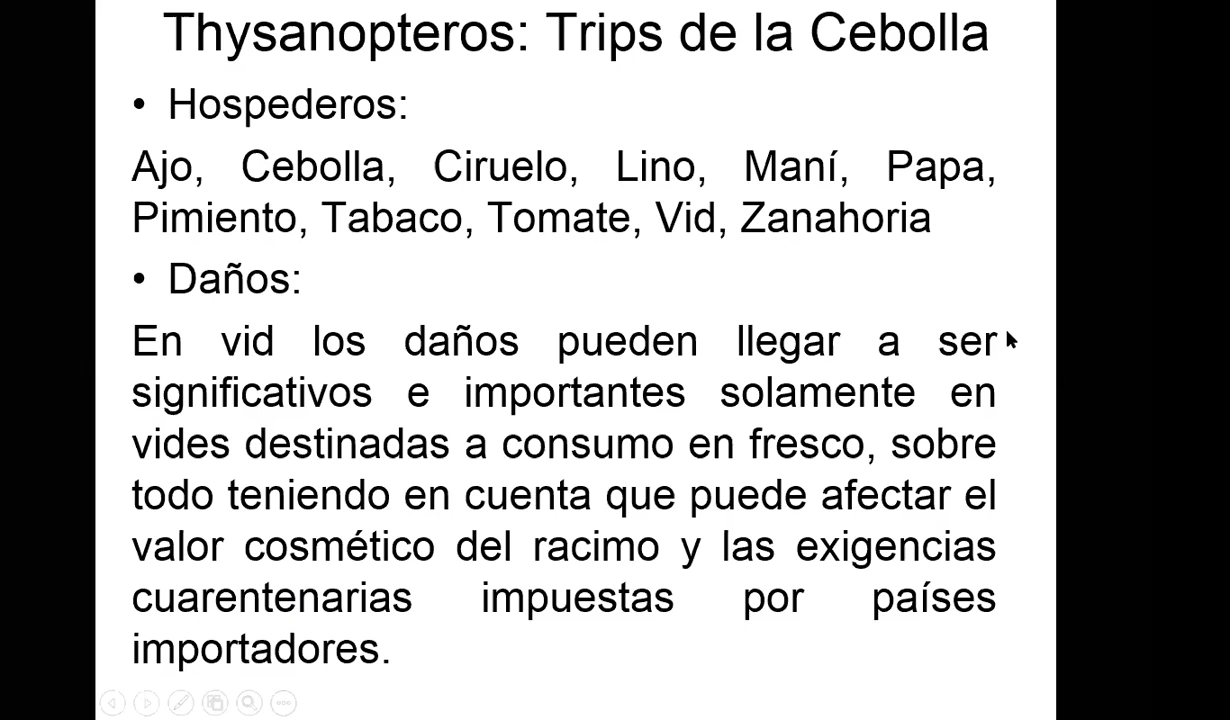 Thysanopteros: Trips de la Cebolla
• Hospederos:
Ajo, Cebolla, Ciruelo, Lino, Maní, Papa,
Pimiento, Tabaco, Tomate, Vid, Zanahoria
• Daños:
En vid los daños pueden llegar a ser
significativos e importantes solamente en
vides destinadas a consumo en fresco, sobre
todo teniendo en cuenta que puede afectar el
valor cosmético del racimo y las exigencias
cuarentenarias impuestas por países
importadores.